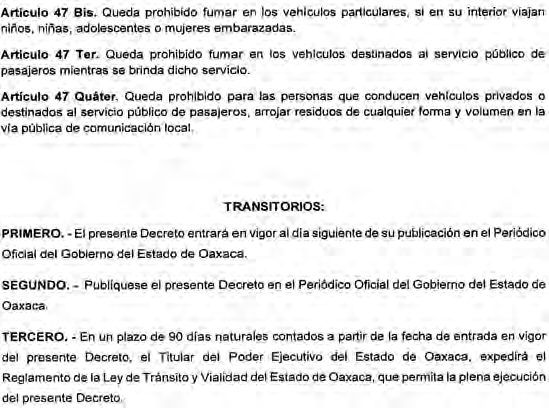 Artículo 47 Bis. Queda prohibido fumar en los vehículos particulares, si en su interior viajan
niños, niñas, adolescentes o mujeres embarazadas.
Artículo 47 Ter. Queda prohibido fumar en los vehículos destinados al servicio público de
pasajeros mientras se brinda dicho servicio.
Artículo 47 Quáter. Queda prohibido para las personas que conducen vehículos privados o
destinados al servicio público de pasajeros, arrojar residuos de cualquier forma y volumen en la
vía pública de comunicación local.
TRANSITORIOS:
PRIMERO. - El presente Decreto entrará en vigor al día siguiente de su publicación en el Periódico
Oficial del Gobierno del Estado de Oaxaca.
SEGUNDO. - Publíquese el presente Decreto en el Periódico Oficial del Gobierno del Estado de
Oaxaca.
TERCERO. - En un plazo de 90 días naturales contados a partir de la fecha de entrada en vigor
del presente Decreto, el Titular del Poder Ejecutivo del Estado de Oaxaca, expedirá el
Reglamento de la Ley de Tránsito y Vialidad del Estado de Oaxaca, que permita la plena ejecución
del presente Decreto.